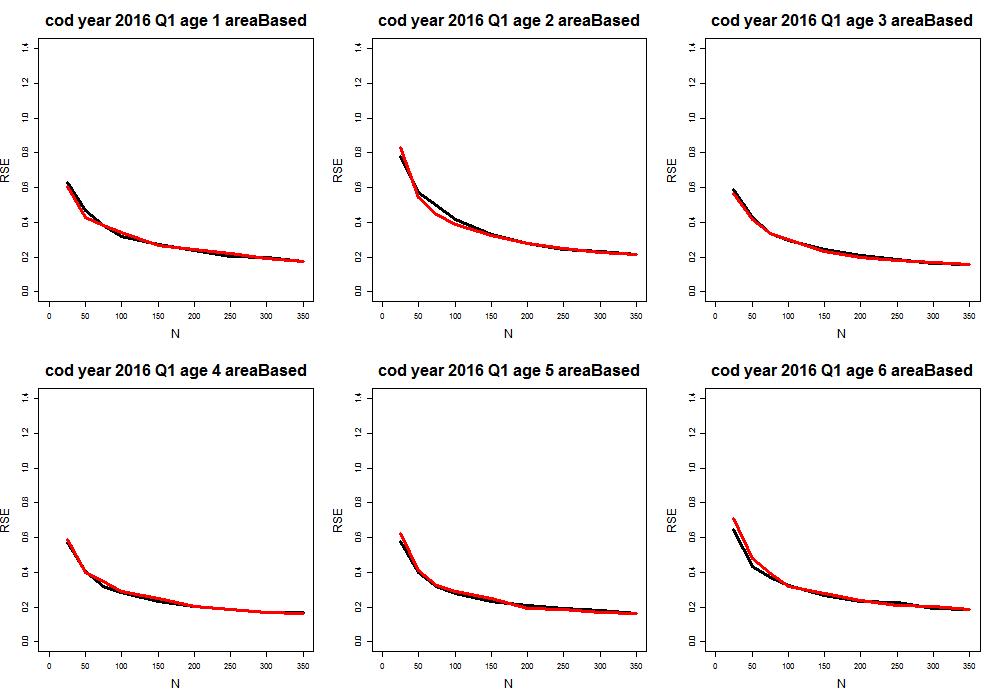 cod year 2016 Q1 age 1 areaBased
RSE
0.0 0.2 0.4 0.6 0.8 1.0 1.2 1.4
0 50 100 150 200 250 300 350
N
cod year 2016 Q1 age 2 areaBased
RSE
0.0 0.2 0.4 0.6 0.8 1.0 1.2 1.4
0 50 100 150 200 250 300 350
N
cod year 2016 Q1 age 3 areaBased
RSE
0.0 0.2 0.4 0.6 0.8 1.0 1.2 1.4
0 50 100 150 200 250 300 350
N
cod year 2016 Q1 age 4 areaBased
RSE
0.0 0.2 0.4 0.6 0.8 1.0 1.2 1.4
0 50 100 150 200 250 300 350
N
cod year 2016 Q1 age 5 areaBased
RSE
0.0 0.2 0.4 0.6 0.8 1.0 1.2 1.4
0 50 100 150 200 250 300 350
N
cod year 2016 Q1 age 6 areaBased
RSE
0.0 0.2 0.4 0.6 0.8 1.0 1.2 1.4
0 50 100 150 200 250 300 350
N